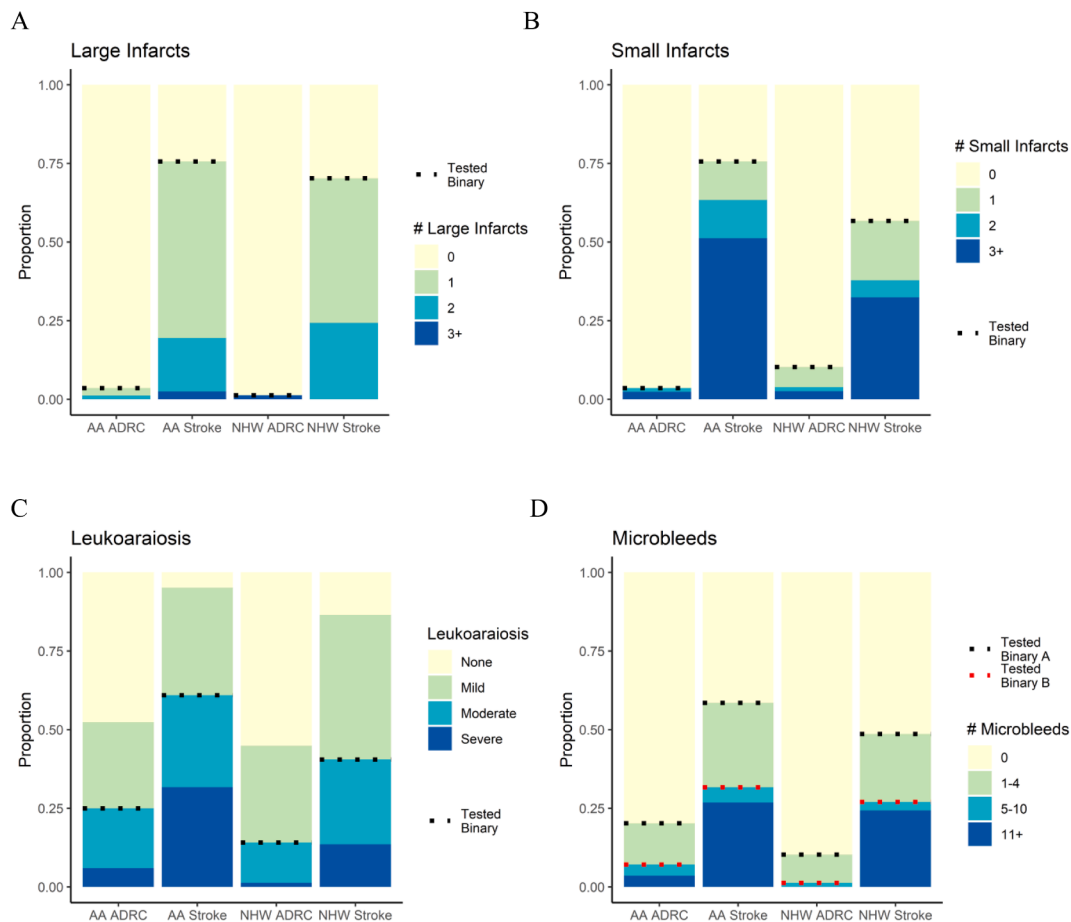 A
Large Infarcts
1.00
0.75
0.50
0.25
0.00
Proportion
AA ADRC AA Stroke NHW ADRC NHW Stroke
Tested
Binary
# Large Infarcts
0
1
2
3+
B
Small Infarcts
1.00
0.75
0.50
0.25
0.00
Proportion
AA ADRC AA Stroke NHW ADRC NHW Stroke
# Small Infarcts
0
1
2
3+
Tested
Binary
C
Leukoaraiosis
1.00
0.75
0.50
0.25
0.00
Proportion
AA ADRC AA Stroke NHW ADRC NHW Stroke
Leukoaraiosis
None
Mild
Moderate
Severe
Tested
Binary
D
Microbleeds
1.00
0.75
0.50
0.25
0.00
Proportion
AA ADRC AA Stroke NHW ADRC NHW Stroke
Tested
Binary A
Tested
Binary B
# Microbleeds
0
1-4
5-10
11+